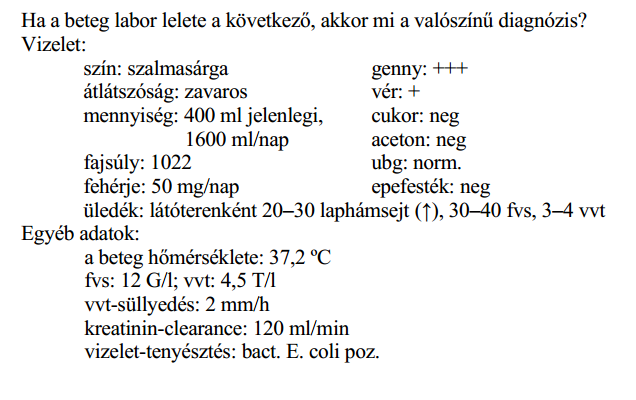 Ha a beteg labor lelete a következő, akkor mi a valószínű diagnózis?
Vizelet:
szín: szalmasárga genny: +++
átlátszóság: zavaros vér: +
mennyiség: 400 ml jelenlegi, cukor: neg
1600 ml/nap aceton: neg
fajsúly: 1022 ubg: norm.
fehérje: 50 mg/nap epefesték: neg
üledék: látóterenként 20–30 laphámsejt (↑), 30–40 fvs, 3–4 vvt
Egyéb adatok:
a beteg hőmérséklete: 37,2 ºC
fvs: 12 G/l; vvt: 4,5 T/l
vvt-süllyedés: 2 mm/h
kreatinin-clearance: 120 ml/min
vizelet-tenyésztés: bact. E. coli poz.